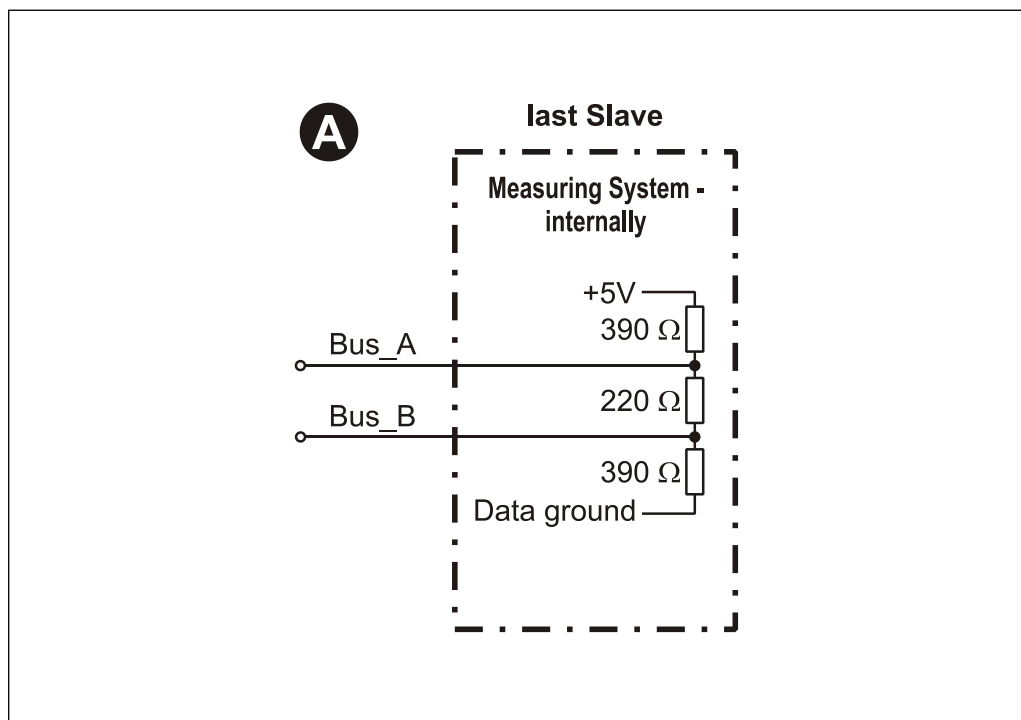 A
last Slave
Measuring System -
internally
+5V
390 Ω
Bus_A
220 Ω
Bus_B
390 Ω
Data ground